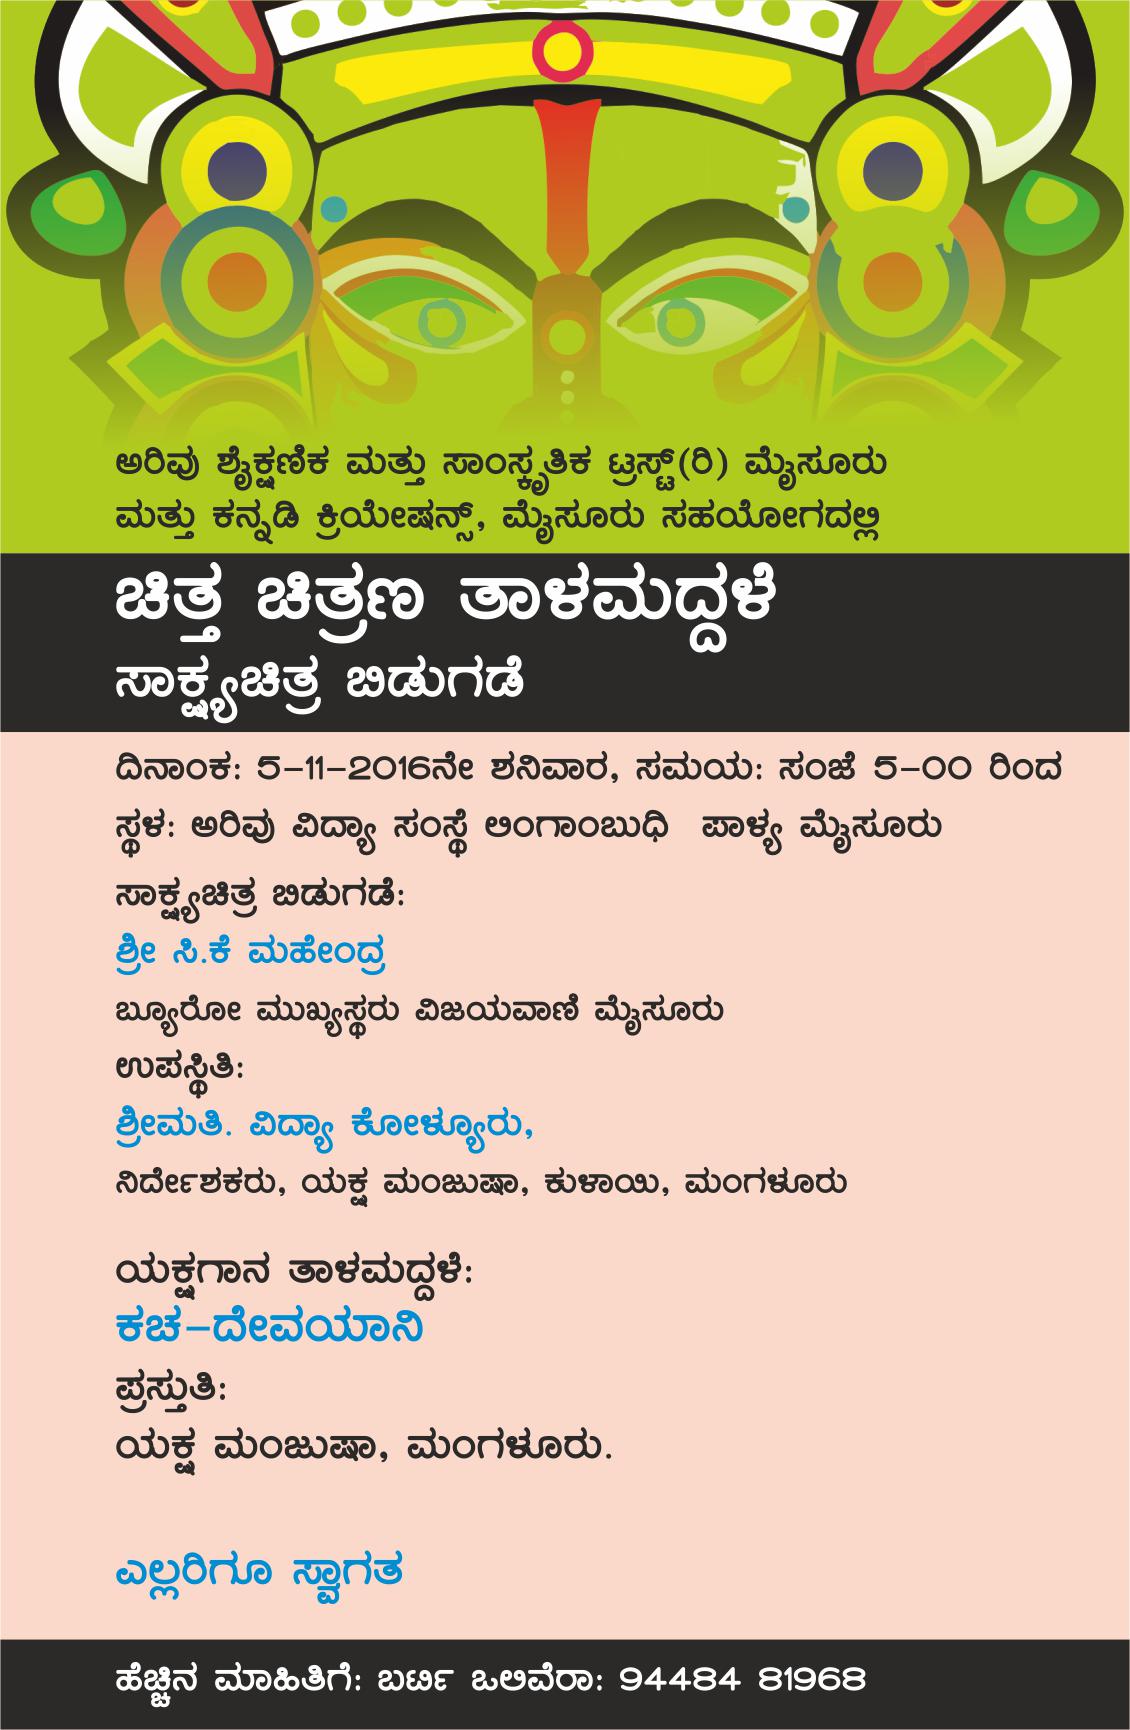 ಅರಿವು ಶೈಕ್ಷಣಿಕ ಮತ್ತು ಸಾಂಸ್ಕೃತಿಕ ಟ್ರಸ್ಟ್(ರಿ) ಮೈಸೂರು
ಮತ್ತು ಕನ್ನಡಿ ಕ್ರಿಯೇಷನ್ಸ್, ಮೈಸೂರು ಸಹಯೋಗದಲ್ಲಿ
ಚಿತ್ತ ಚಿತ್ರಣ ತಾಳಮದ್ದಳೆ
ಸಾಕ್ಷ್ಯಚಿತ್ರ ಬಿಡುಗಡೆ
ದಿನಾಂಕ: 5-11-2016ನೇ ಶನಿವಾರ, ಸಮಯ: ಸಂಜೆ 5-00 ರಿಂದ
ಸ್ಥಳ: ಅರಿವು ವಿದ್ಯಾ ಸಂಸ್ಥೆ ಲಿಂಗಾಂಬುಧಿ ಪಾಳ್ಯ ಮೈಸೂರು
ಸಾಕ್ಷ್ಯಚಿತ್ರ ಬಿಡುಗಡೆ:
ಶ್ರೀ ಸಿ.ಕೆ ಮಹೇಂದ್ರ
ಬ್ಯೂರೋ ಮುಖ್ಯಸ್ಥರು ವಿಜಯವಾಣಿ ಮೈಸೂರು
ಉಪಸ್ಥಿತಿ:
ಶ್ರೀಮತಿ. ವಿದ್ಯಾ ಕೋಳ್ಯೂರು,
ನಿರ್ದೇಶಕರು, ಯಕ್ಷ ಮಂಜುಷಾ, ಕುಳಾಯಿ, ಮಂಗಳೂರು
ಯಕ್ಷಗಾನ ತಾಳಮದ್ದಳೆ:
ಕಚ-ದೇವಯಾನಿ
ಪ್ರಸ್ತುತಿ:
ಯಕ್ಷ ಮಂಜುಷಾ, ಮಂಗಳೂರು.
ಎಲ್ಲರಿಗೂ ಸ್ವಾಗತ
ಹೆಚ್ಚಿನ ಮಾಹಿತಿಗೆ: ಬರ್ಟಿ ಒಲಿವೆರಾ: 94484 81968